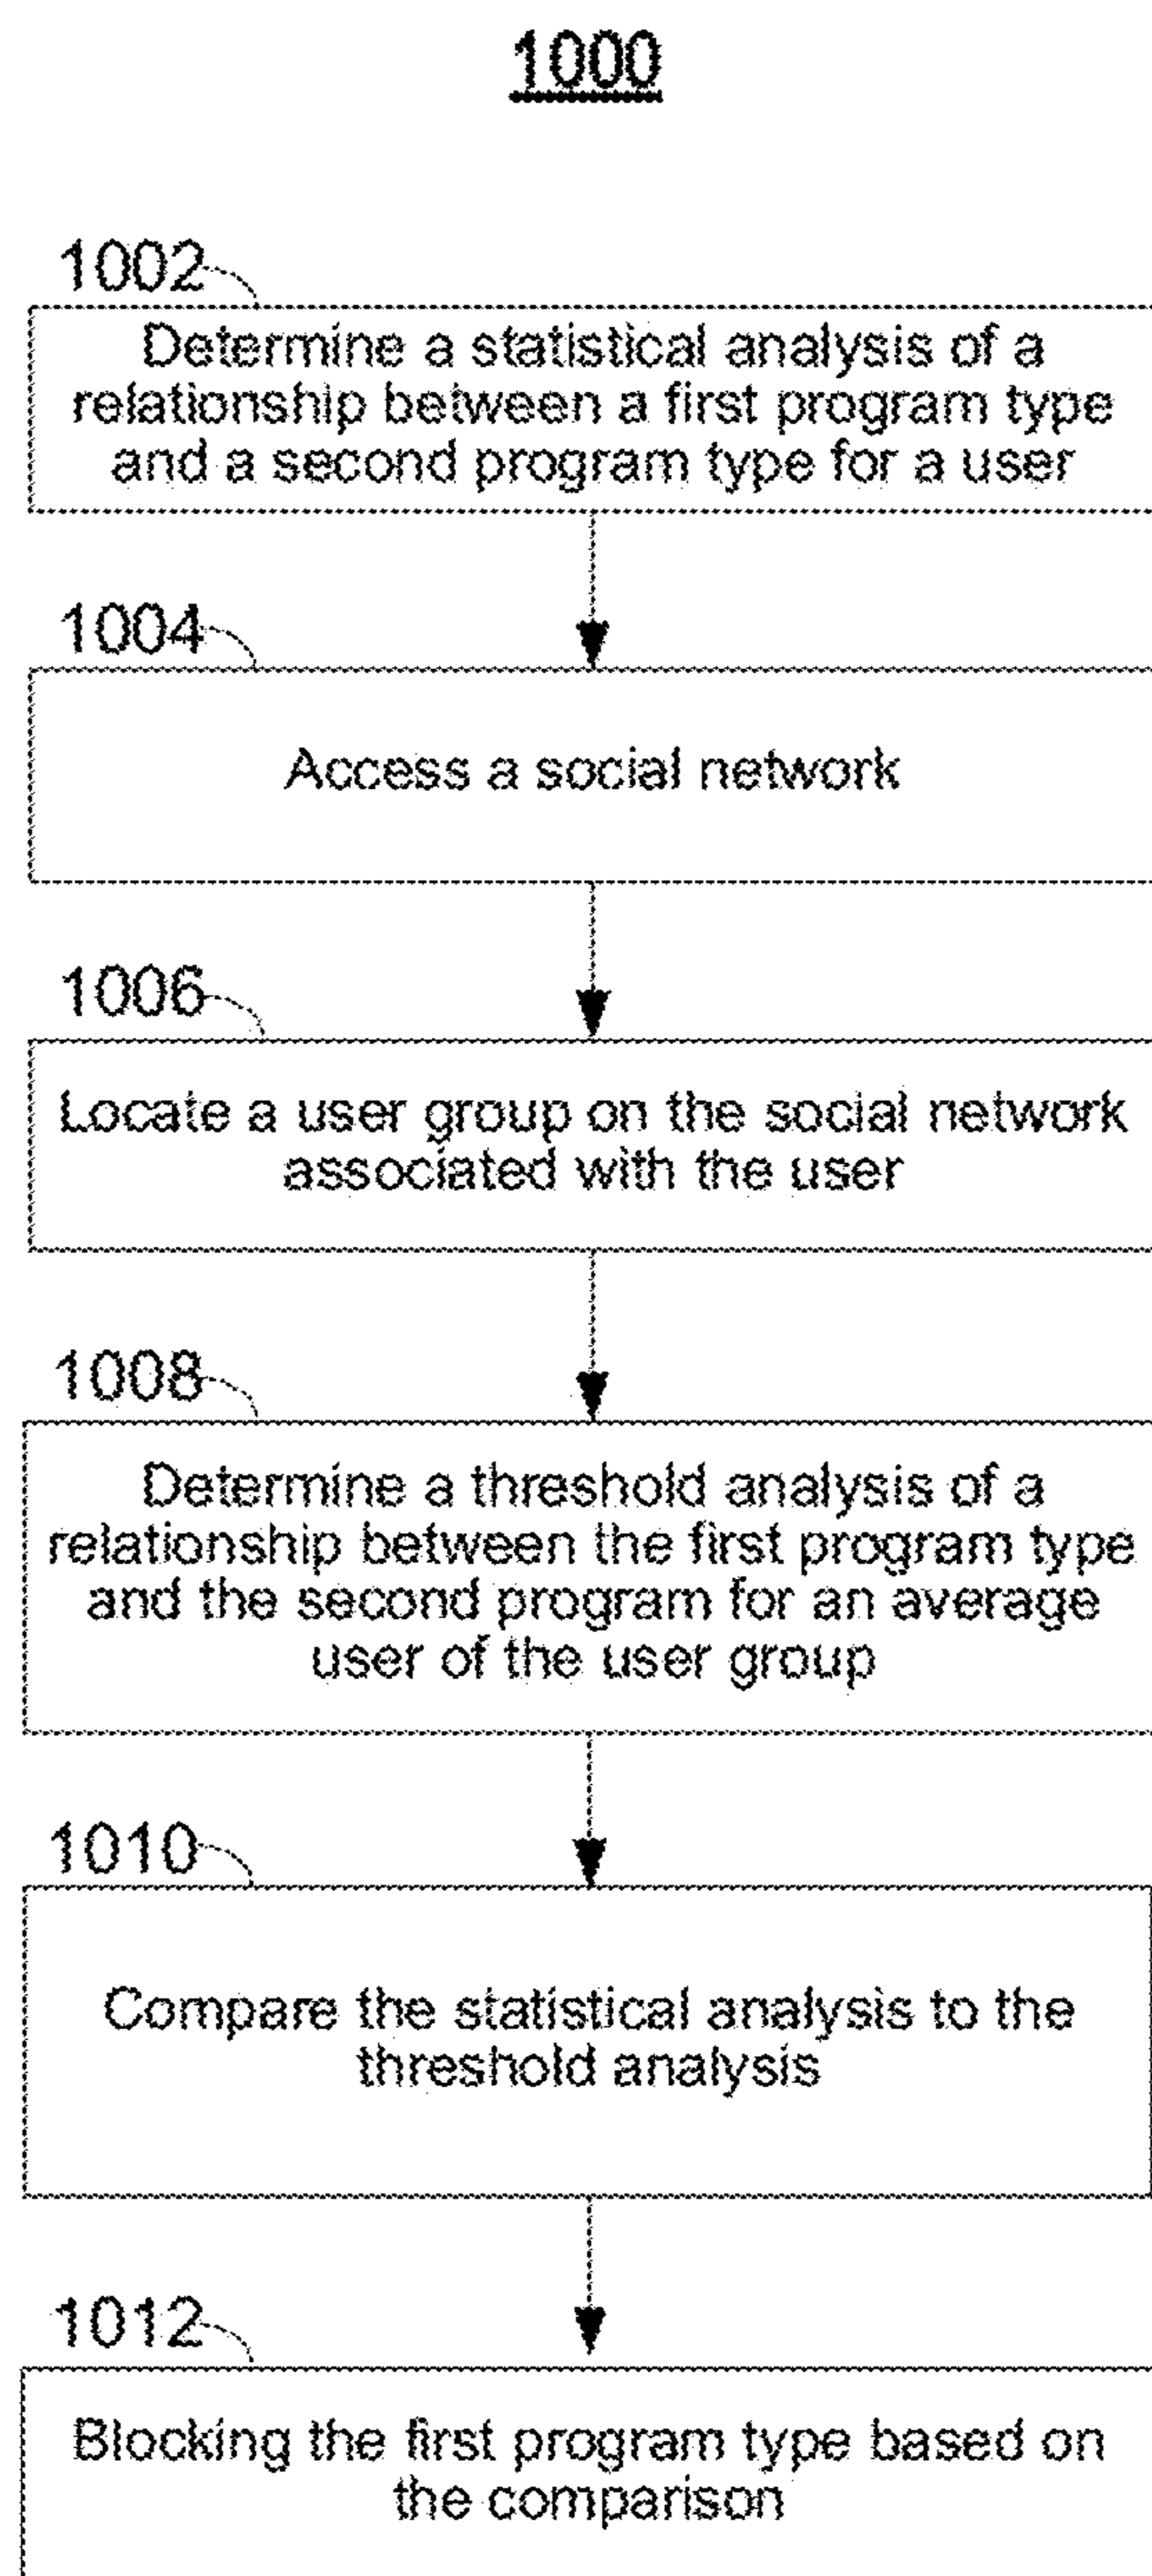 1000
1002
Determine a statistical analysis of a
relationship between a first program type
and a second program type for a user
1004
Access a social network
1006
Locate a user group on the social network
associated with the user
1008
Determine a threshold analysis of a
relationship between the first program type
and the second program for an average
user of the user group
1010
Compare the statistical analysis to the
threshold analysis
1012
Blocking the first program type based on
the comparison